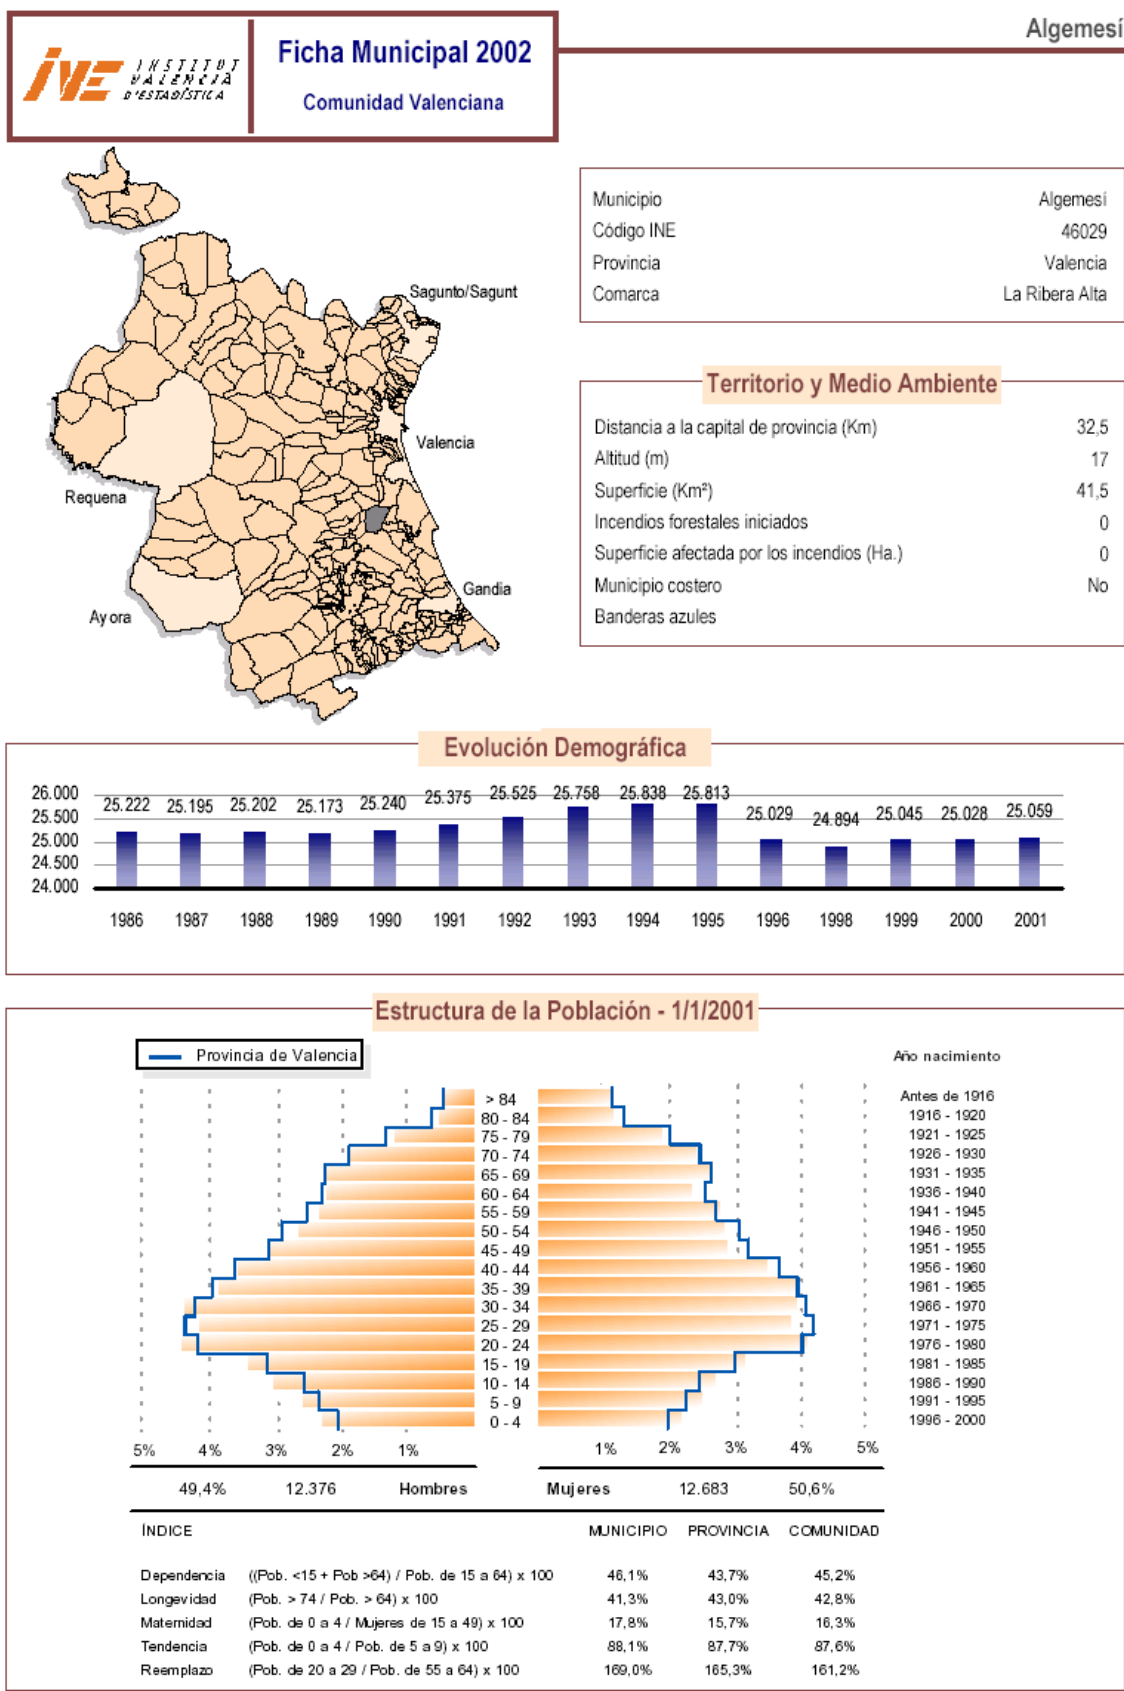 Algemesí
INSTITUT
VALENCIÀ
D'ESTADÍSTICA
Ficha Municipal 2002
Comunidad Valenciana
Sagunto/Sagunt
Valencia
Requena
Gandia
Ayora
Municipio Algemesí
Código INE 46029
Provincia Valencia
Comarca La Ribera Alta
Territorio y Medio Ambiente
Distancia a la capital de provincia (Km) 32,5
Altitud (m) 17
Superficie (Km²) 41,5
Incendios forestales iniciados 0
Superficie afectada por los incendios (Ha.) 0
Municipio costero No
Banderas azules
Evolución Demográfica
26.000
25.500
25.000
24.500
24.000
25.222 25.195 25.202 25.173 25.240 25.375 25.525 25.758 25.838 25.813 25.029 24.894 25.045 25.028 25.059
1986 1987 1988 1989 1990 1991 1992 1993 1994 1995 1996 1998 1999 2000 2001
Estructura de la Población - 1/1/2001
Provincia de Valencia
Año nacimiento
> 84 Antes de 1916
80 - 84 1916 - 1920
75 - 79 1921 - 1925
70 - 74 1926 - 1930
65 - 69 1931 - 1935
60 - 64 1936 - 1940
55 - 59 1941 - 1945
50 - 54 1946 - 1950
45 - 49 1951 - 1955
40 - 44 1956 - 1960
35 - 39 1961 - 1965
30 - 34 1966 - 1970
25 - 29 1971 - 1975
20 - 24 1976 - 1980
15 - 19 1981 - 1985
10 - 14 1986 - 1990
5 - 9 1991 - 1995
0 - 4 1996 - 2000
5% 4% 3% 2% 1% 1% 2% 3% 4% 5%
49,4% 12.376 Hombres Mujeres 12.683 50,6%
ÍNDICE MUNICIPIO PROVINCIA COMUNIDAD
Dependencia ((Pob. <15 + Pob >64) / Pob. de 15 a 64) x 100 46,1% 43,7% 45,2%
Longevidad (Pob. > 74 / Pob. > 64) x 100 41,3% 43,0% 42,8%
Maternidad (Pob. de 0 a 4 / Mujeres de 15 a 49) x 100 17,8% 15,7% 16,3%
Tendencia (Pob. de 0 a 4 / Pob. de 5 a 9) x 100 88,1% 87,7% 87,6%
Reemplazo (Pob. de 20 a 29 / Pob. de 55 a 64) x 100 169,0% 165,3% 161,2%